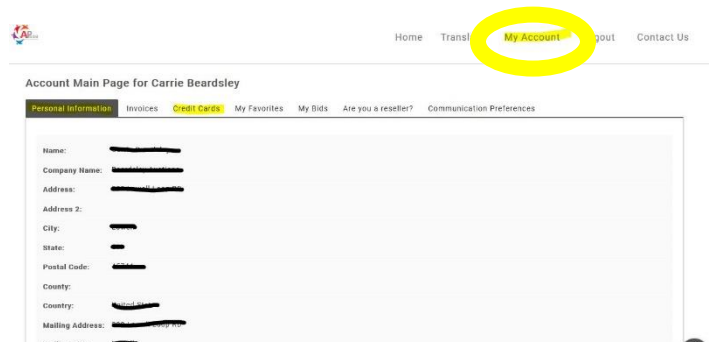 AP
Home Transl My Account gout Contact Us
Account Main Page for Carrie Beardsley
Personal Information Invoices Credit Cards My Favorites My Bids Are you a reseller? Communication Preferences
Name:
Company Name:
Address:
Address 2:
City:
State:
Postal Code:
County:
Country:
Mailing Address: